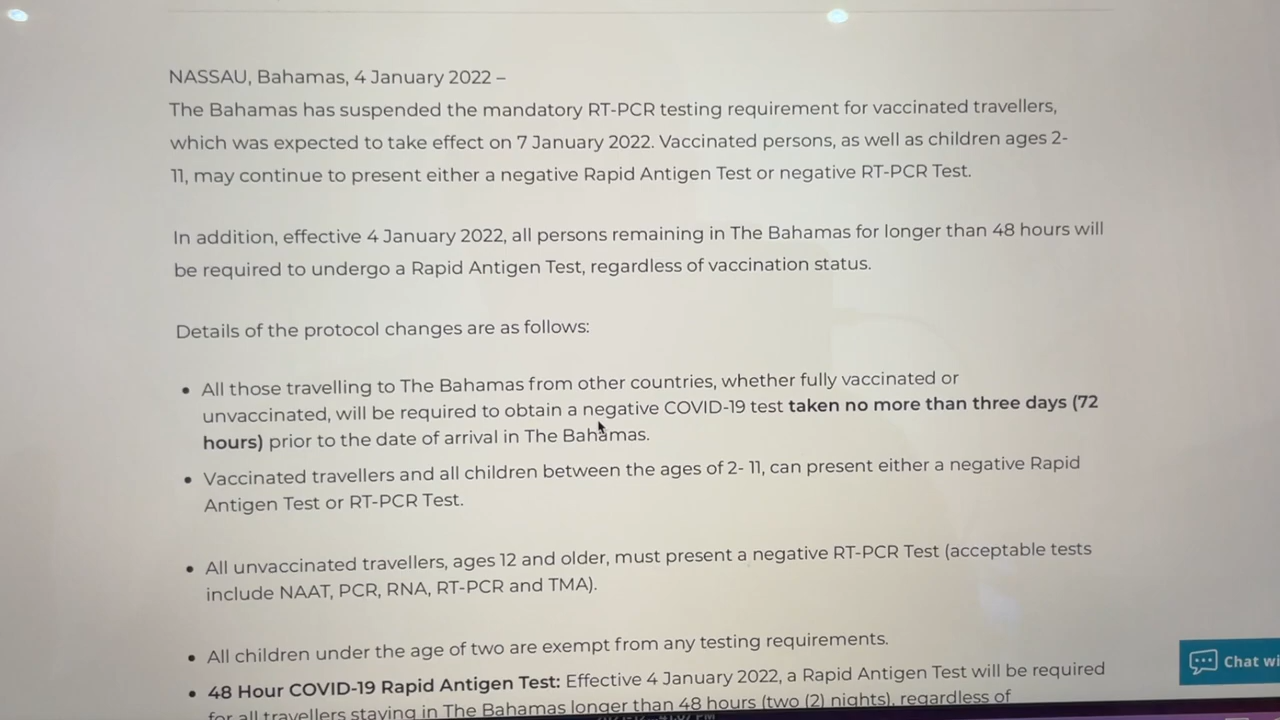 NASSAU, Bahamas, 4 January 2022 –
The Bahamas has suspended the mandatory RT-PCR testing requirement for vaccinated travellers,
which was expected to take effect on 7 January 2022. Vaccinated persons, as well as children ages 2-
11, may continue to present either a negative Rapid Antigen Test or negative RT-PCR Test.
In addition, effective 4 January 2022, all persons remaining in The Bahamas for longer than 48 hours will
be required to undergo a Rapid Antigen Test, regardless of vaccination status.
Details of the protocol changes are as follows:
• All those travelling to The Bahamas from other countries, whether fully vaccinated or
unvaccinated, will be required to obtain a negative COVID-19 test taken no more than three days (72
hours) prior to the date of arrival in The Bahamas.
• Vaccinated travellers and all children between the ages of 2- 11, can present either a negative Rapid
Antigen Test or RT-PCR Test.
• All unvaccinated travellers, ages 12 and older, must present a negative RT-PCR Test (acceptable tests
include NAAT, PCR, RNA, RT-PCR and TMA).
• All children under the age of two are exempt from any testing requirements.
• 48 Hour COVID-19 Rapid Antigen Test: Effective 4 January 2022, a Rapid Antigen Test will be required
for all travellers staying in The Bahamas longer than 48 hours (two (2) nights), regardless of
Chat wi